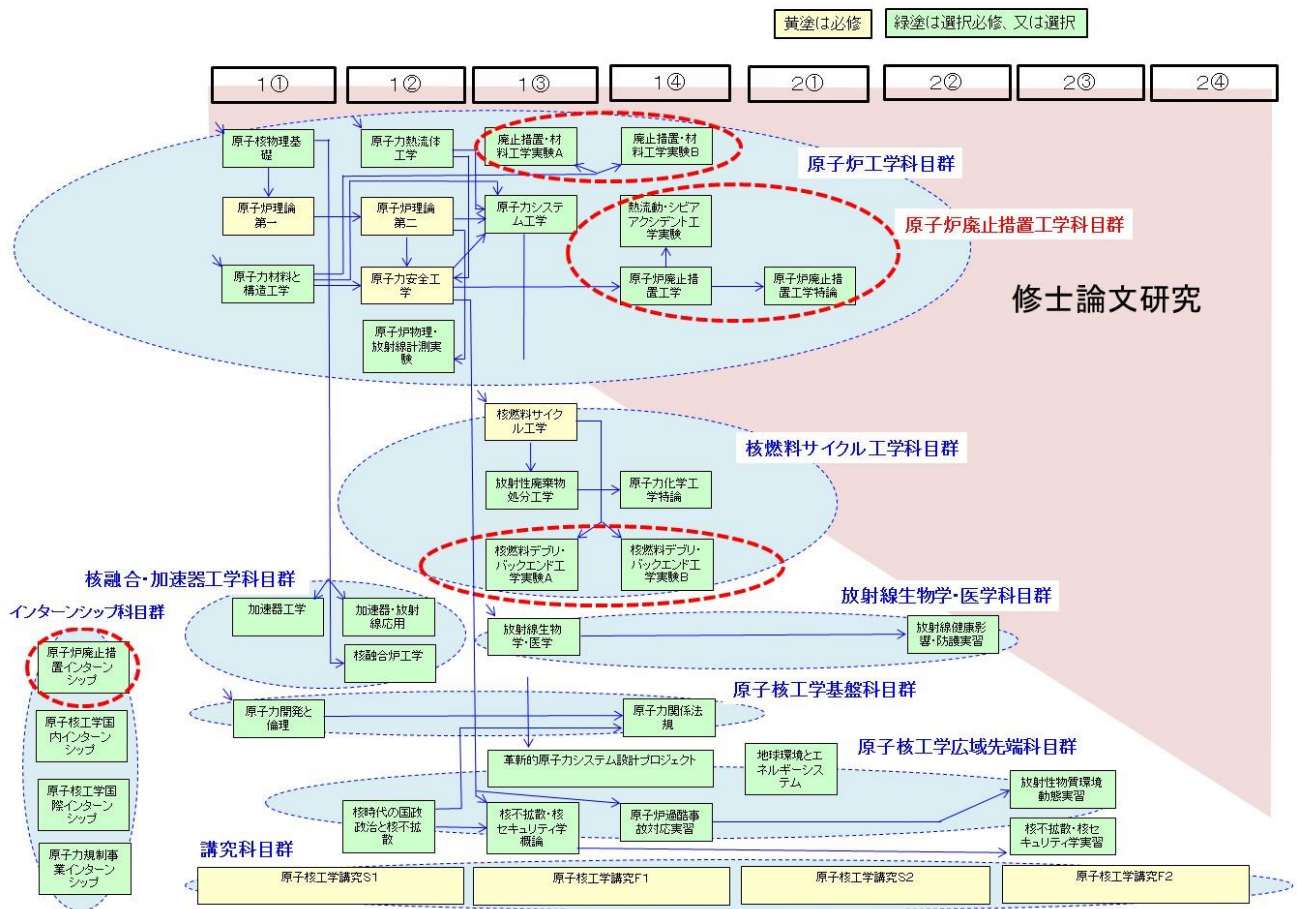 黄塗は必修
緑塗は選択必修、又は選択
1①
1②
1③
1④
2①
2②
2③
2④
原子核物理基
礎
原子力熱流体
工学
廃止措置・材
料工学実験A
廃止措置・材
料工学実験B
原子炉工学科目群
原子炉理論
第一
原子炉理論
第二
原子力システ
ム工学
熱流動・シビア
アクシデント工
学実験
原子炉廃止措置工学科目群
原子力材料と
構造工学
原子力安全工
学
原子炉廃止措
置工学
原子炉廃止措
置工学特論
修士論文研究
原子炉物理・
放射線計測実
験
核燃料サイク
ル工学
核燃料サイクル工学科目群
放射性廃棄物
処分工学
原子力化学工
学特論
核燃料デブリ・
バックエンド工
学実験A
核燃料デブリ・
バックエンド工
学実験B
核融合・加速器工学科目群
加速器工学
加速器・放射
線応用
核融合炉工学
放射線生物学・医学科目群
放射線生物
学・医学
放射線健康影
響・防護実習
インターンシップ科目群
原子炉廃止措
置インターン
シップ
原子核工学国
内インターン
シップ
原子核工学国
際インターン
シップ
原子力規制事
業インターン
シップ
原子核工学基盤科目群
原子力開発と
倫理
原子力関係法
規
原子核工学広域先端科目群
革新的原子力システム設計プロジェクト
地球環境とエ
ネルギーシス
テム
放射性物質環境
動態実習
核時代の国政
政治と核不拡
散
核不拡散・核
セキュリティ学
概論
原子炉過酷事
故対応実習
核不拡散・核セ
キュリティ学実習
講究科目群
原子核工学講究S1
原子核工学講究F1
原子核工学講究S2
原子核工学講究F2